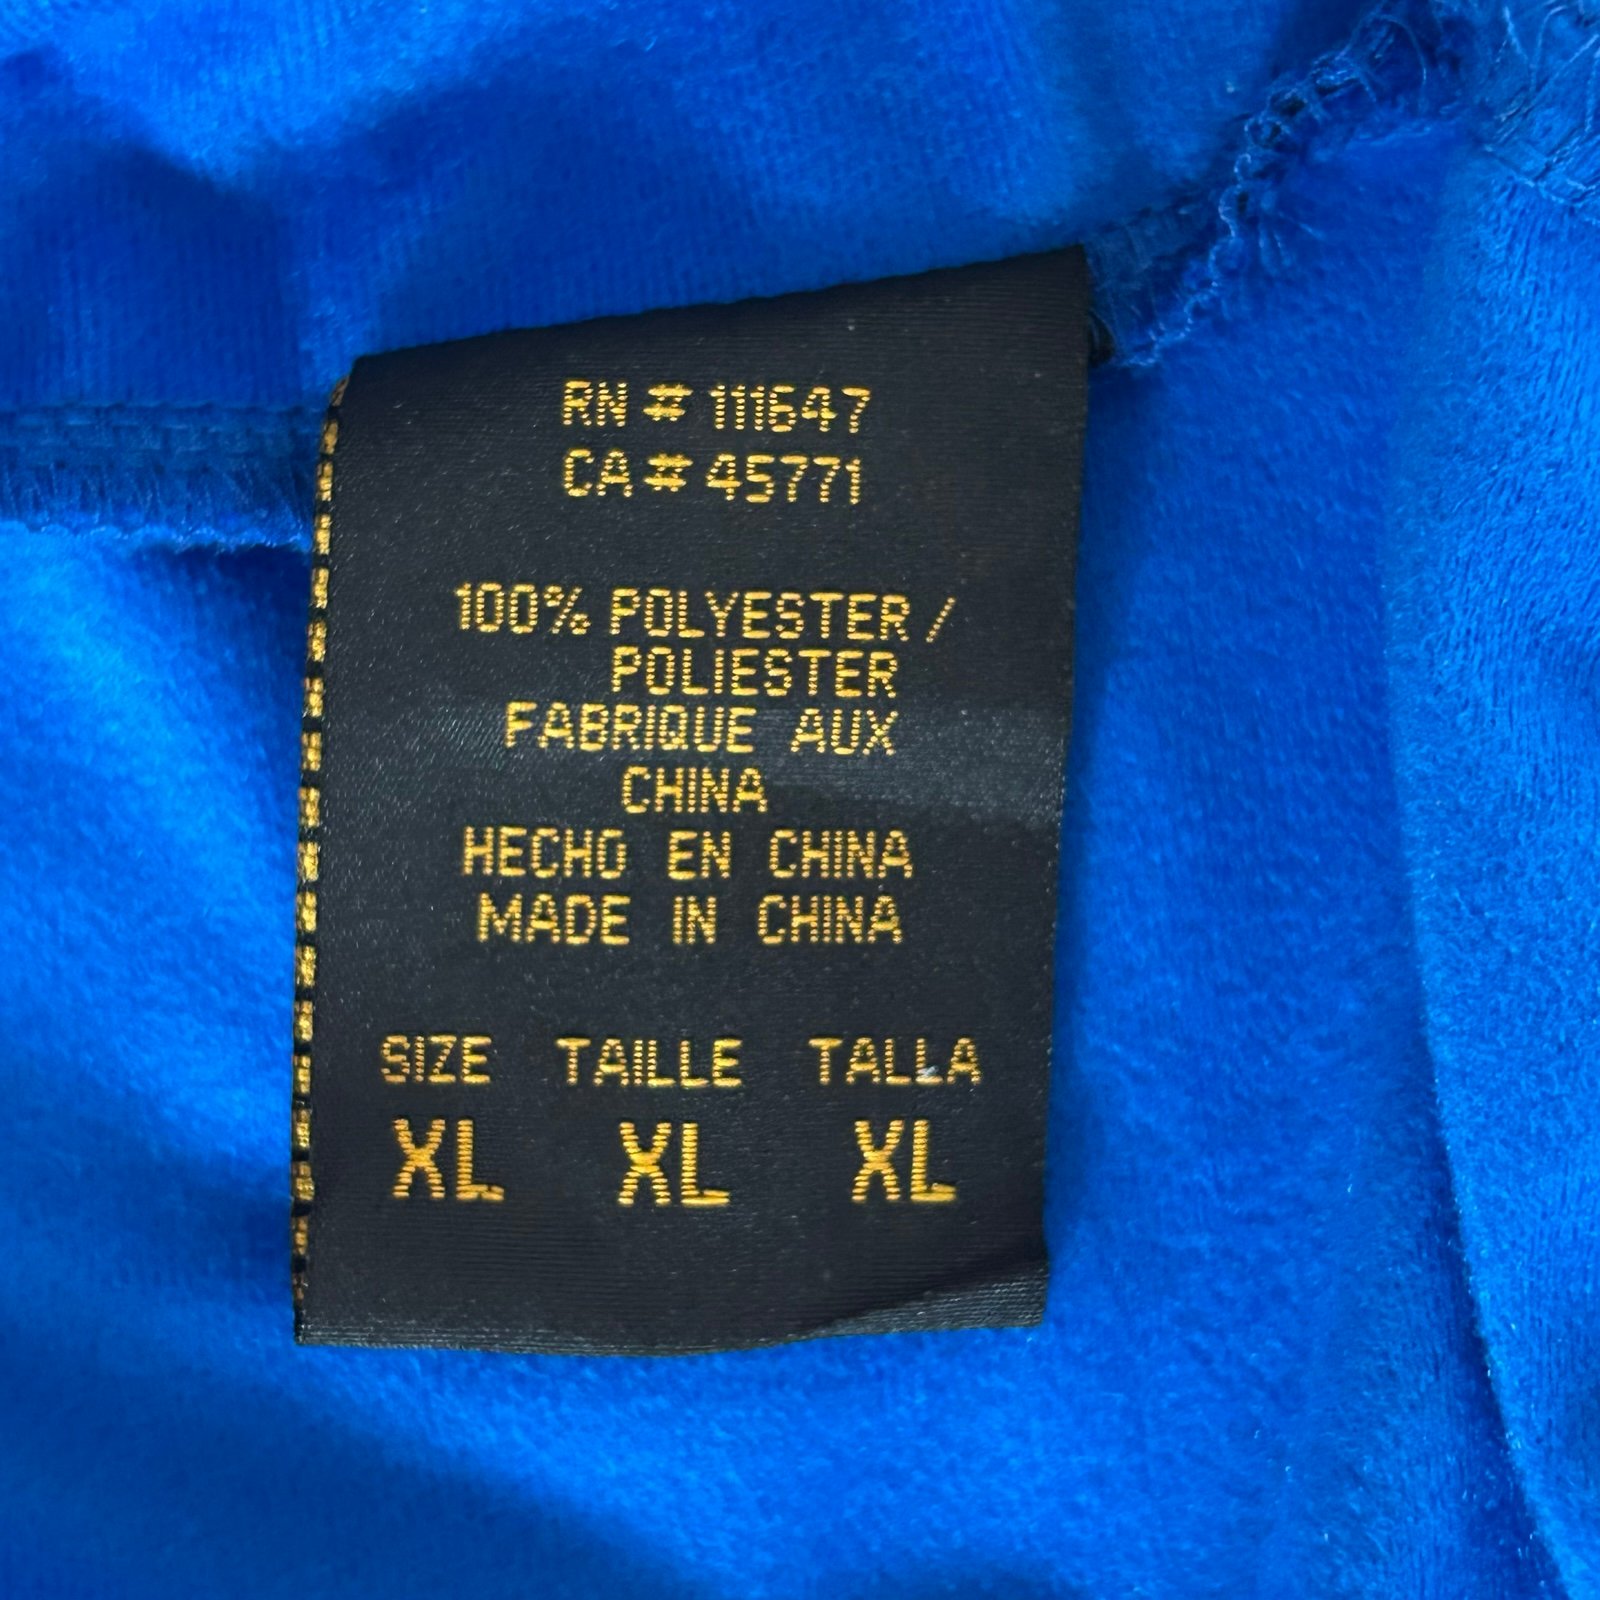 RN # 111647
CA # 45771
100% POLYESTER /
POLIESTER
FABRIQUE AUX
CHINA
HECHO EN CHINA
MADE IN CHINA
SIZE TAILLE TALLA
XL XL XL